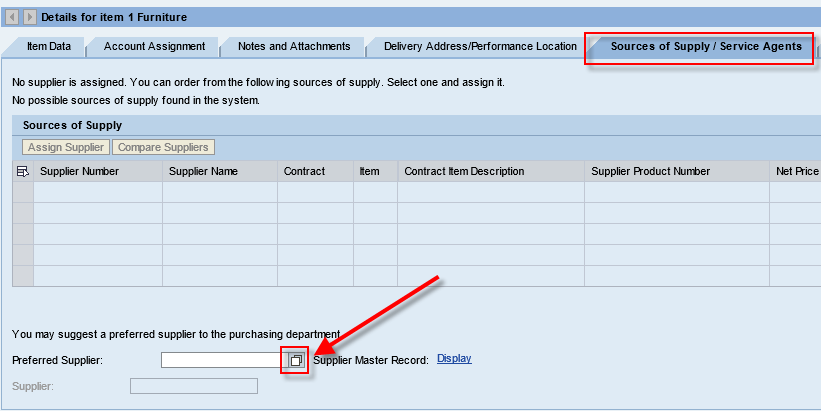 Details for item 1 Furniture
Item Data Account Assignment Notes and Attachments Delivery Address/Performance Location Sources of Supply / Service Agents
No supplier is assigned. You can order from the following sources of supply. Select one and assign it.
No possible sources of supply found in the system.
Sources of Supply
Assign Supplier Compare Suppliers
Supplier Number Supplier Name Contract Item Contract Item Description Supplier Product Number Net Price
You may suggest a preferred supplier to the purchasing department
Preferred Supplier: Supplier Master Record: Display
Supplier: